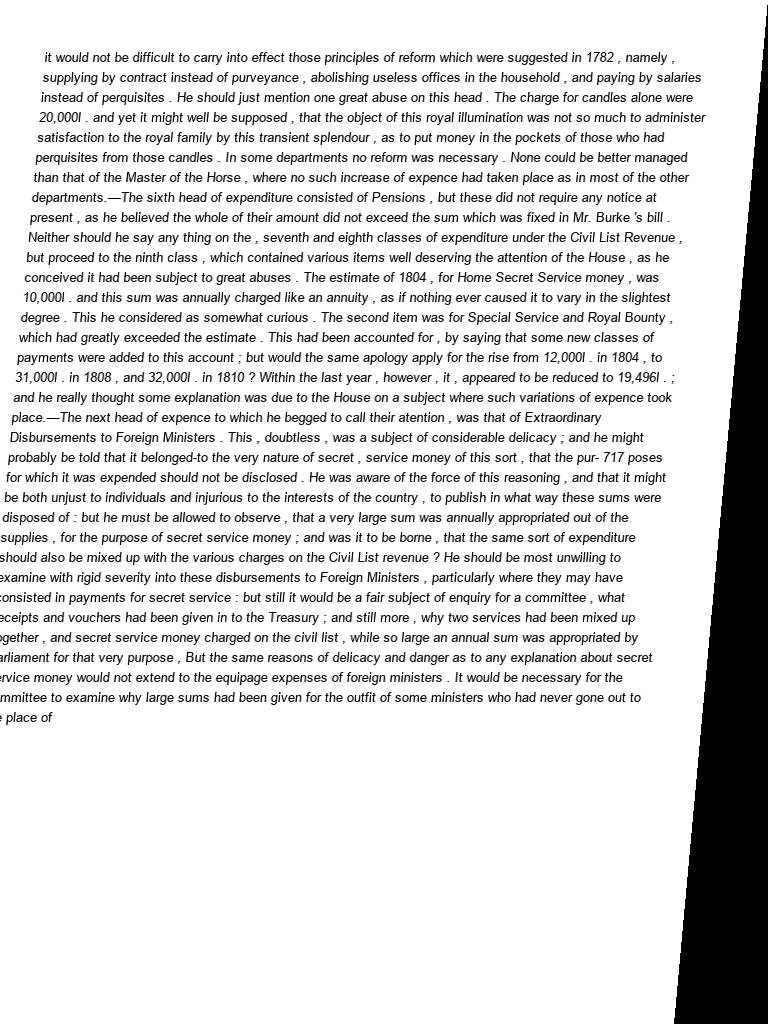 it would not be difficult to carry into effect those principles of reform which were suggested in 1782 , namely ,
supplying by contract instead of purveyance , abolishing useless offices in the household , and paying by salaries
instead of perquisites . He should just mention one great abuse on this head . The charge for candles alone were
20,000l . and yet it might well be supposed , that the object of this royal illumination was not so much to administer
satisfaction to the royal family by this transient splendour , as to put money in the pockets of those who had
perquisites from those candles . In some departments no reform was necessary . None could be better managed
than that of the Master of the Horse , where no such increase of expence had taken place as in most of the other
departments.—The sixth head of expenditure consisted of Pensions , but these did not require any notice at
present , as he believed the whole of their amount did not exceed the sum which was fixed in Mr. Burke 's bill .
Neither should he say any thing on the , seventh and eighth classes of expenditure under the Civil List Revenue ,
but proceed to the ninth class , which contained various items well deserving the attention of the House , as he
conceived it had been subject to great abuses . The estimate of 1804 , for Home Secret Service money , was
10,000l . and this sum was annually charged like an annuity , as if nothing ever caused it to vary in the slightest
degree . This he considered as somewhat curious . The second item was for Special Service and Royal Bounty ,
which had greatly exceeded the estimate . This had been accounted for , by saying that some new classes of
payments were added to this account ; but would the same apology apply for the rise from 12,000l . in 1804 , to
31,000l . in 1808 , and 32,000l . in 1810 ? Within the last year , however , it , appeared to be reduced to 19,496l . ;
and he really thought some explanation was due to the House on a subject where such variations of expence took
place.—The next head of expence to which he begged to call their atention , was that of Extraordinary
Disbursements to Foreign Ministers . This , doubtless , was a subject of considerable delicacy ; and he might
probably be told that it belonged-to the very nature of secret , service money of this sort , that the pur- 717 poses
for which it was expended should not be disclosed . He was aware of the force of this reasoning , and that it might
be both unjust to individuals and injurious to the interests of the country , to publish in what way these sums were
disposed of : but he must be allowed to observe , that a very large sum was annually appropriated out of the
supplies , for the purpose of secret service money ; and was it to be borne , that the same sort of expenditure
should also be mixed up with the various charges on the Civil List revenue ? He should be most unwilling to
examine with rigid severity into these disbursements to Foreign Ministers , particularly where they may have
consisted in payments for secret service : but still it would be a fair subject of enquiry for a committee , what
eceipts and vouchers had been given in to the Treasury ; and still more , why two services had been mixed up
ogether , and secret service money charged on the civil list , while so large an annual sum was appropriated by
arliament for that very purpose , But the same reasons of delicacy and danger as to any explanation about secret
rvice money would not extend to the equipage expenses of foreign ministers . It would be necessary for the
mmittee to examine why large sums had been given for the outfit of some ministers who had never gone out to
e place of